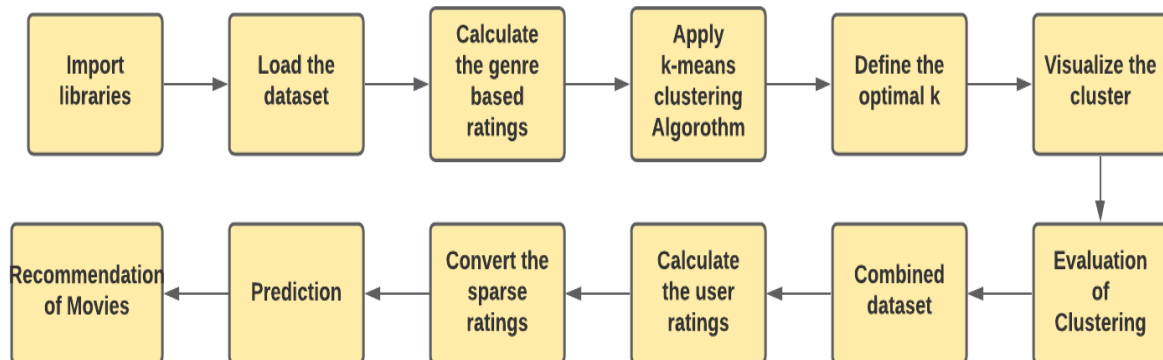 Import
libraries
Load the
dataset
Calculate
the genre
based
ratings
Apply
k-means
clustering
Algorothm
Define the
optimal k
Visualize the
cluster
Evaluation
of
Clustering
Combined
dataset
Calculate
the user
ratings
Convert the
sparse
ratings
Prediction
Recommendation
of Movies